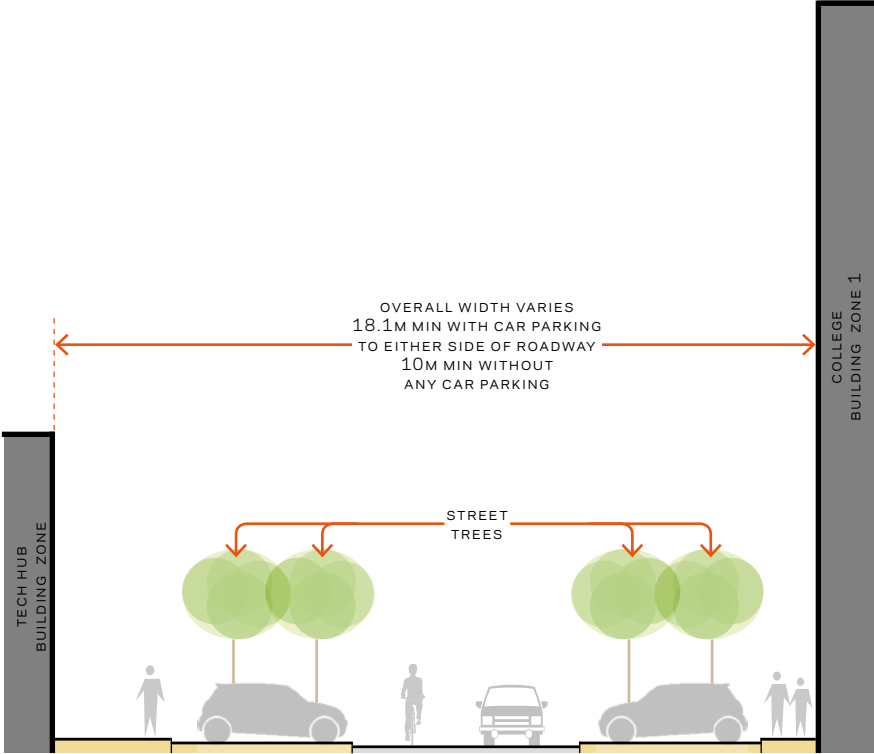 OVERALL WIDTH VARIES
18.1M MIN WITH CAR PARKING
TO EITHER SIDE OF ROADWAY
10M MIN WITHOUT
ANY CAR PARKING
COLLEGE
BUILDING ZONE 1
STREET
TREES
TECH HUB
BUILDING ZONE